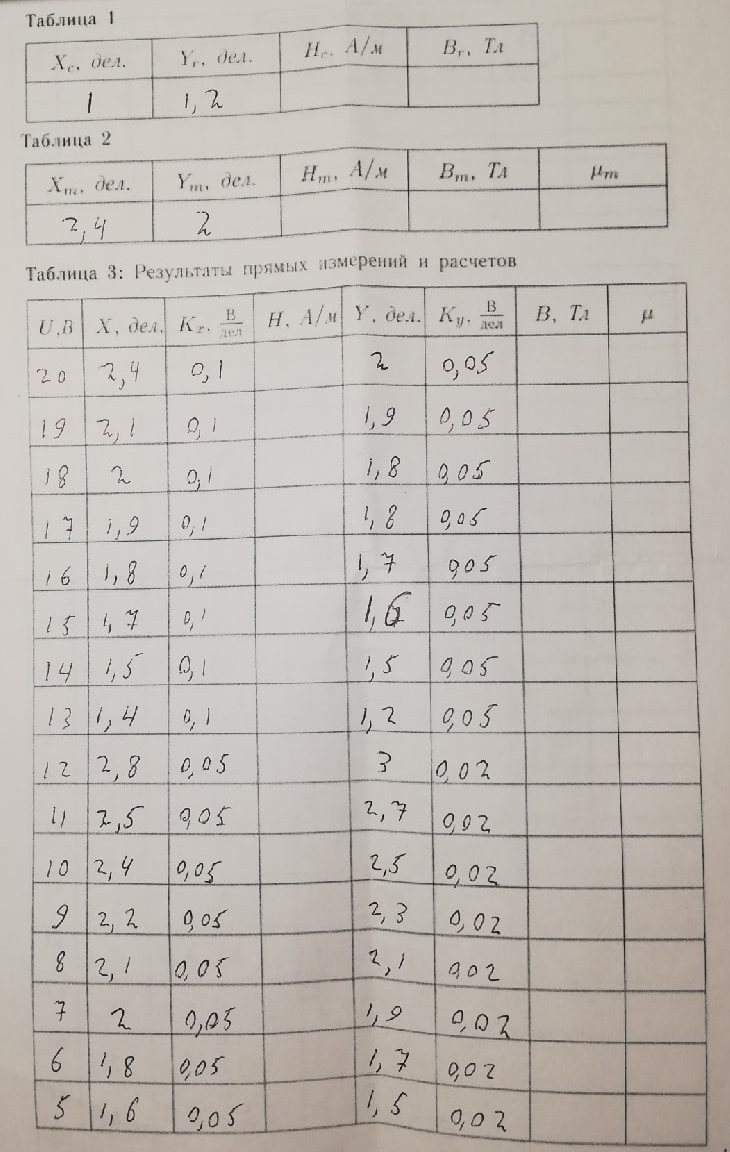 Таблица 1
X_c, дел. Y_r, дел. H_c, А/м B_r, Тл
1 1,2
Таблица 2
X_m, дел. Y_m, дел. H_m, А/м B_m, Тл μ_m
2,4 2
Таблица 3: Результаты прямых измерений и расчетов
U,В X, дел. K_x, В/дел H, А/м Y, дел. K_y, В/дел B, Тл μ
20 2,4 0,1 2 0,05
19 2,1 0,1 1,9 0,05
18 2 0,1 1,8 0,05
17 1,9 0,1 1,8 0,05
16 1,8 0,1 1,7 0,05
15 1,7 0,1 1,6 0,05
14 1,5 0,1 1,5 0,05
13 1,4 0,1 1,2 0,05
12 2,8 0,05 3 0,02
11 2,5 0,05 2,7 0,02
10 2,4 0,05 2,5 0,02
9 2,2 0,05 2,3 0,02
8 2,1 0,05 2,1 0,02
7 2 0,05 1,9 0,02
6 1,8 0,05 1,7 0,02
5 1,6 0,05 1,5 0,02